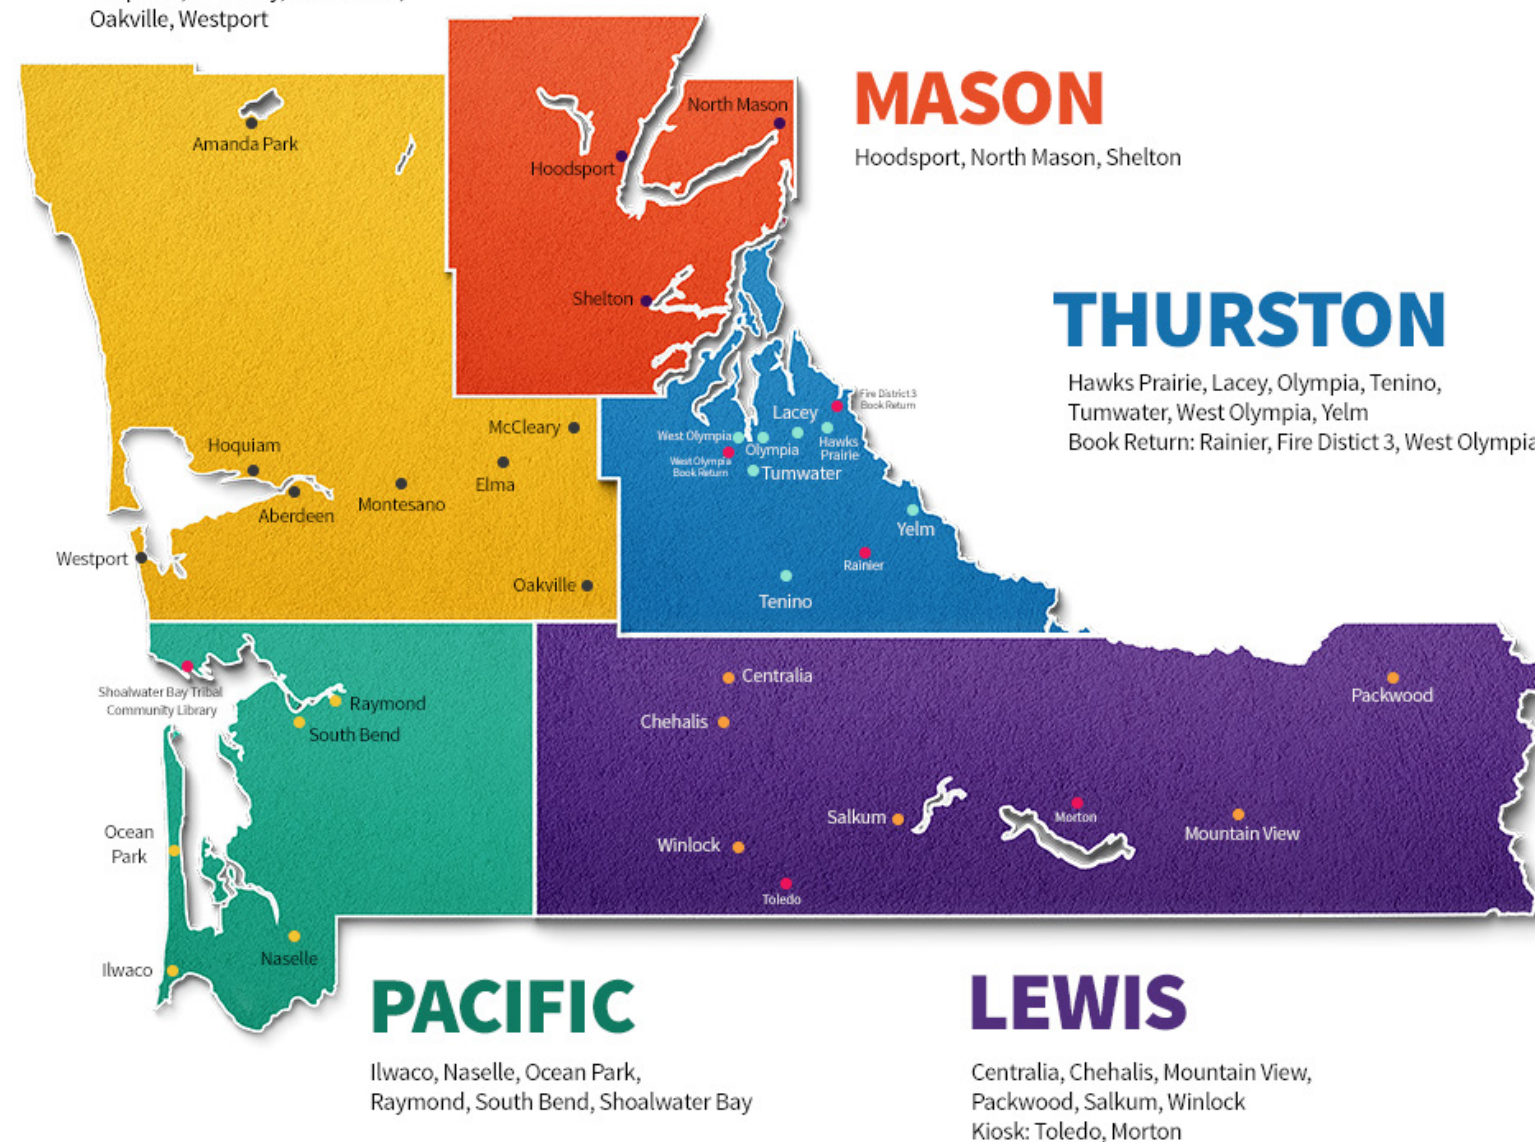 Oakville, Westport
MASON
Hoodsport, North Mason, Shelton
THURSTON
Hawks Prairie, Lacey, Olympia, Tenino,
Tumwater, West Olympia, Yelm
Book Return: Rainier, Fire Distict 3, West Olympia
Amanda Park
North Mason
Hoodsport
Shelton
McCleary
Hoquiam
Elma
Montesano
Aberdeen
Westport
Oakville
Fire District 3
Book Return
Lacey
West Olympia
Hawks
Prairie
Olympia
West Olympia
Book Return
Tumwater
Yelm
Rainier
Tenino
Shoalwater Bay Tribal
Community Library
Raymond
South Bend
Ocean
Park
Naselle
Ilwaco
Centralia
Chehalis
Packwood
Salkum
Morton
Mountain View
Winlock
Toledo
PACIFIC
Ilwaco, Naselle, Ocean Park,
Raymond, South Bend, Shoalwater Bay
LEWIS
Centralia, Chehalis, Mountain View,
Packwood, Salkum, Winlock
Kiosk: Toledo, Morton